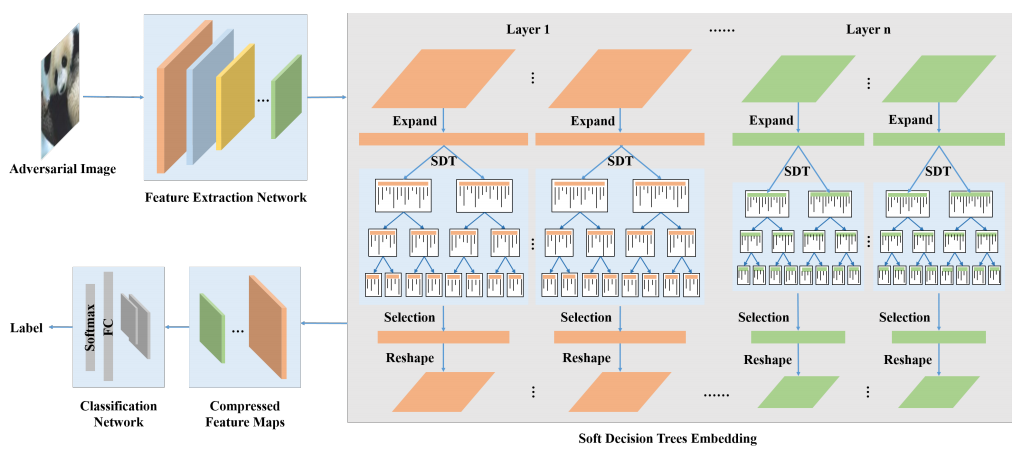 Layer 1
......
Layer n
Adversarial Image
Feature Extraction Network
...
Expand
Expand
Expand
Expand
SDT
SDT
SDT
SDT
Selection
Selection
Selection
Selection
Reshape
Reshape
Reshape
Reshape
......
Label
Softmax
FC
...
Classification
Network
Compressed
Feature Maps
Soft Decision Trees Embedding